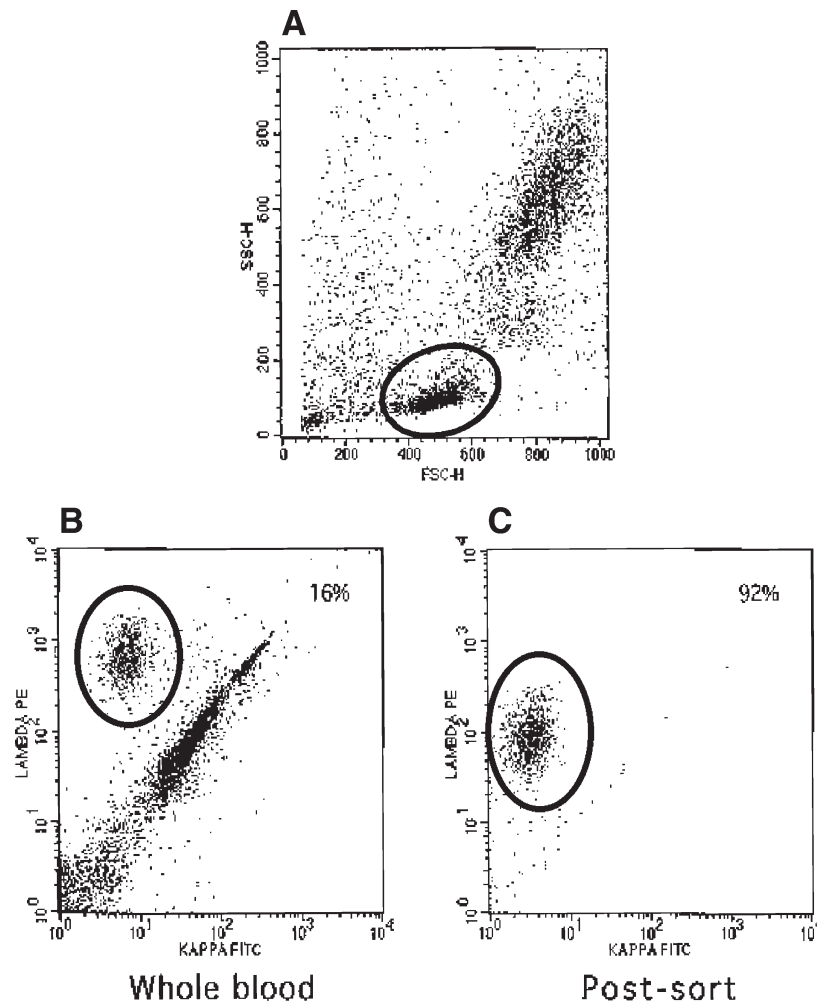 A
1000
800
600
400
200
0
SSC-H
0 200 400 600 800 1000
FSC-H
B
16%
10^4
10^3
10^2
10^1
10^0
LAMBDA PE
10^0 10^1 10^2 10^3
KAPPA FITC
Whole blood
C
92%
10^4
10^3
10^2
10^1
10^0
LAMBDA PE
10^0 10^1 10^2 10^3
KAPPA FITC
Post-sort